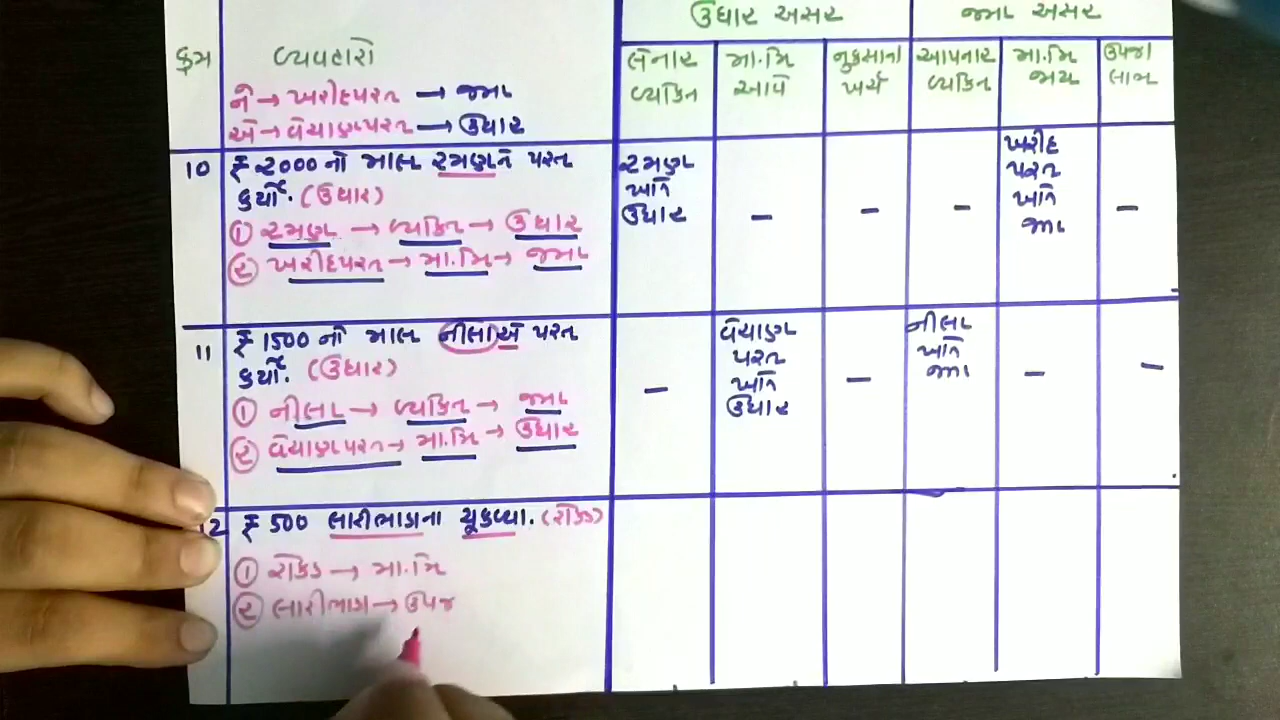 ઉધાર અસર
જમા અસર
ક્રમ
વ્યવહારો
લેનાર વ્યકિત
મા.મિ આવે
નુકસાન ખર્ચ
આપનાર વ્યકિત
મા.મિ જાય
ઉપજ લાભ
ને → ખરીદપરત → જમા
એ → વેચાણપરત → ઉધાર
10
₹ ૨૦૦૦ નો માલ રમણને પરત
કર્યો. (ઉધાર)
① રમણ → વ્યકિત → ઉધાર
② ખરીદપરત → મા.મિ → જમા
રમણ
ખાતે
ઉધાર
–
–
–
ખરીદ
પરત
ખાતે
જમા
–
11
₹ 1500 નો માલ નીલાએ પરત
કર્યો. (ઉધાર)
① નીલા → વ્યકિત → જમા
② વેચાણપરત → મા.મિ → ઉધાર
–
વેચાણ
પરત
ખાતે
ઉધાર
–
નીલા
ખાતે
જમા
–
–
12
₹ 500 લારીભાડાના ચૂકવ્યા. (રોકડ)
① રોકડ → મા.મિ
② લારીભાડા → ઉપજ